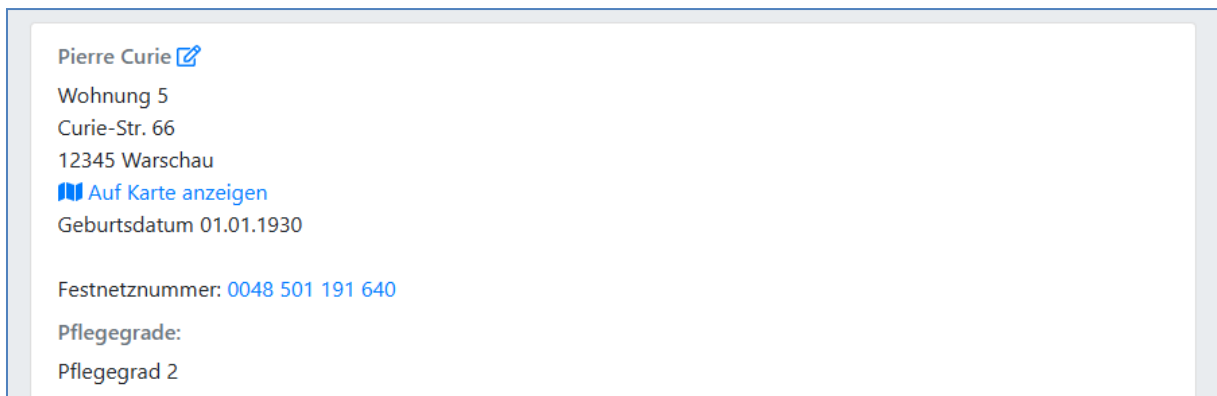 Pierre Curie
Wohnung 5
Curie-Str. 66
12345 Warschau
Auf Karte anzeigen
Geburtsdatum 01.01.1930
Festnetznummer: 0048 501 191 640
Pflegegrade:
Pflegegrad 2